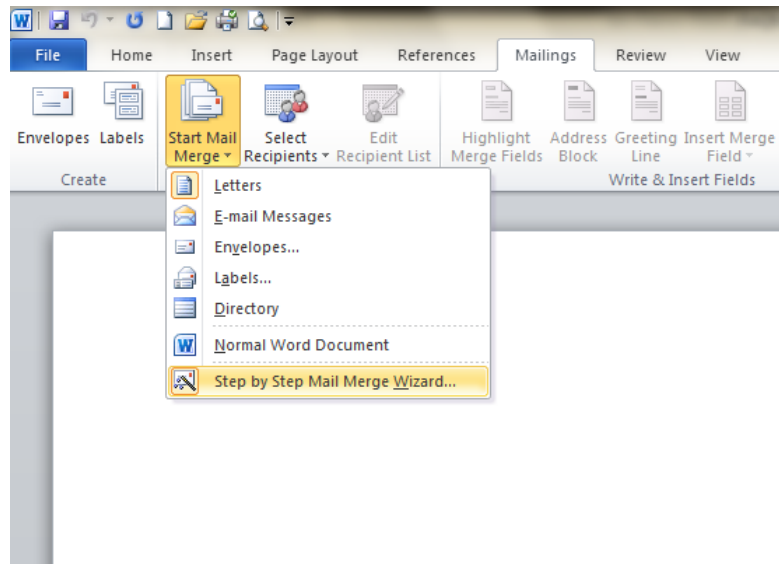 W
File Home Insert Page Layout References Mailings Review View
Envelopes Labels Start Mail Merge Select Recipients Edit Recipient List Highlight Merge Fields Address Block Greeting Line Insert Merge Field
Create Write & Insert Fields
Letters
E-mail Messages
Envelopes...
Labels...
Directory
W Normal Word Document
Step by Step Mail Merge Wizard...